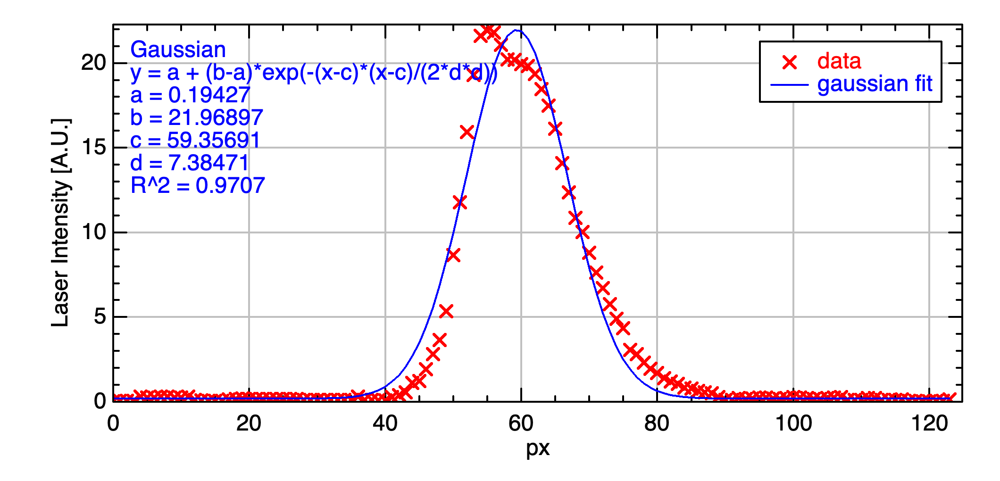 Gaussian
y = a + (b-a)*exp(-(x-c)*(x-c)/(2*d*d))
a = 0.19427
b = 21.96897
c = 59.35691
d = 7.38471
R^2 = 0.9707
data
gaussian fit
Laser Intensity [A.U.]
20
15
10
5
0
0 20 40 60 80 100 120
px